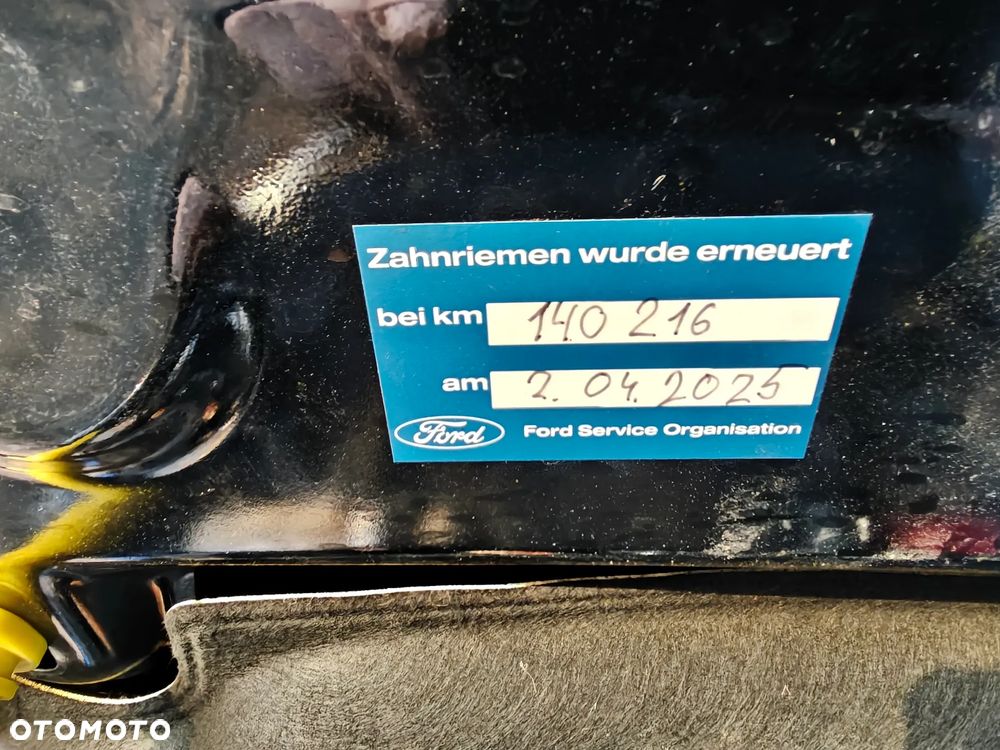 Zahnriemen wurde erneuert
bei km 140 216
am 2.04.2025
Ford Ford Service Organisation
OTOMOTO